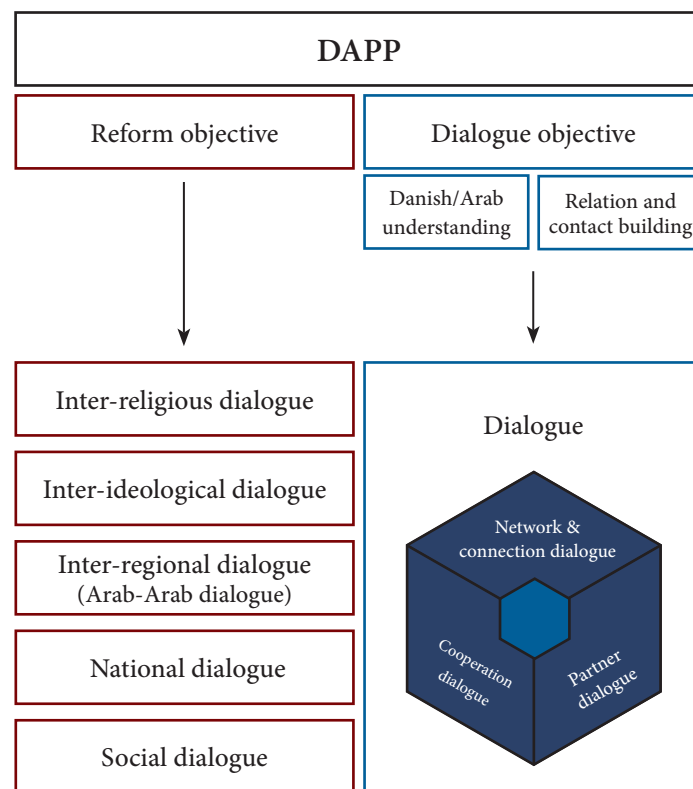 DAPP
Reform objective
Dialogue objective
Danish/Arab
understanding
Relation and
contact building
Inter-religious dialogue
Inter-ideological dialogue
Inter-regional dialogue
(Arab-Arab dialogue)
National dialogue
Social dialogue
Dialogue
Network &
connection dialogue
Cooperation
dialogue
Partner
dialogue